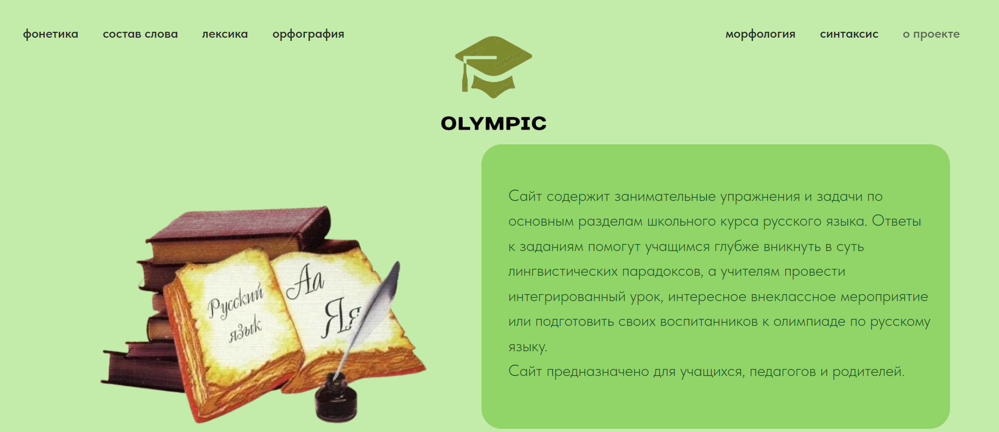 фонетика состав слова лексика орфография морфология синтаксис о проекте
OLYMPIC
Сайт содержит занимательные упражнения и задачи по
основным разделам школьного курса русского языка. Ответы
к заданиям помогут учащимся глубже вникнуть в суть
лингвистических парадоксов, а учителям провести
интегрированный урок, интересное внеклассное мероприятие
или подготовить своих воспитанников к олимпиаде по русскому
языку.
Сайт предназначено для учащихся, педагогов и родителей.
Русский
язык
Аа
Яя